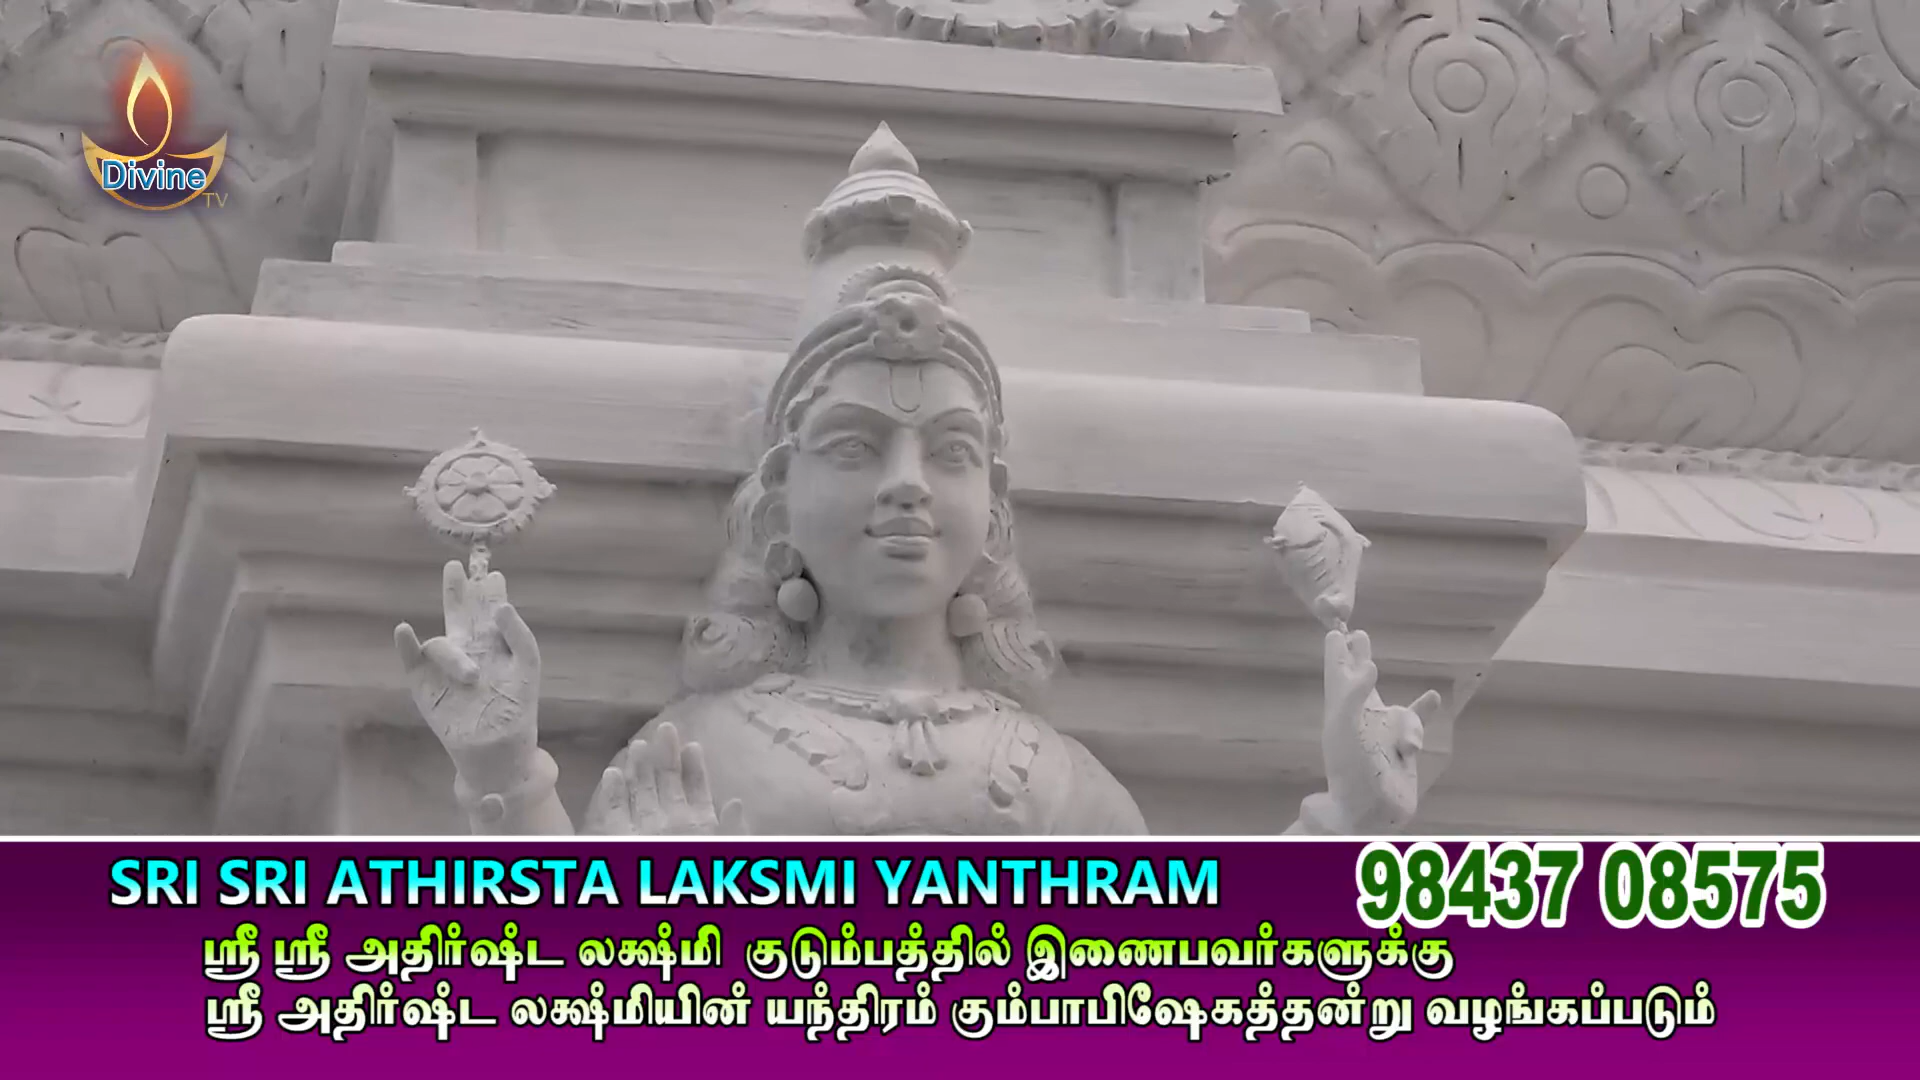 Divine
TV
SRI SRI ATHIRSTA LAKSMI YANTHRAM
98437 08575
ஸ்ரீ ஸ்ரீ அதிர்ஷ்ட லக்ஷ்மி குடும்பத்தில் இணைபவர்களுக்கு
ஸ்ரீ அதிர்ஷ்ட லக்ஷ்மியின் யந்திரம் கும்பாபிஷேகத்தன்று வழங்கப்படும்